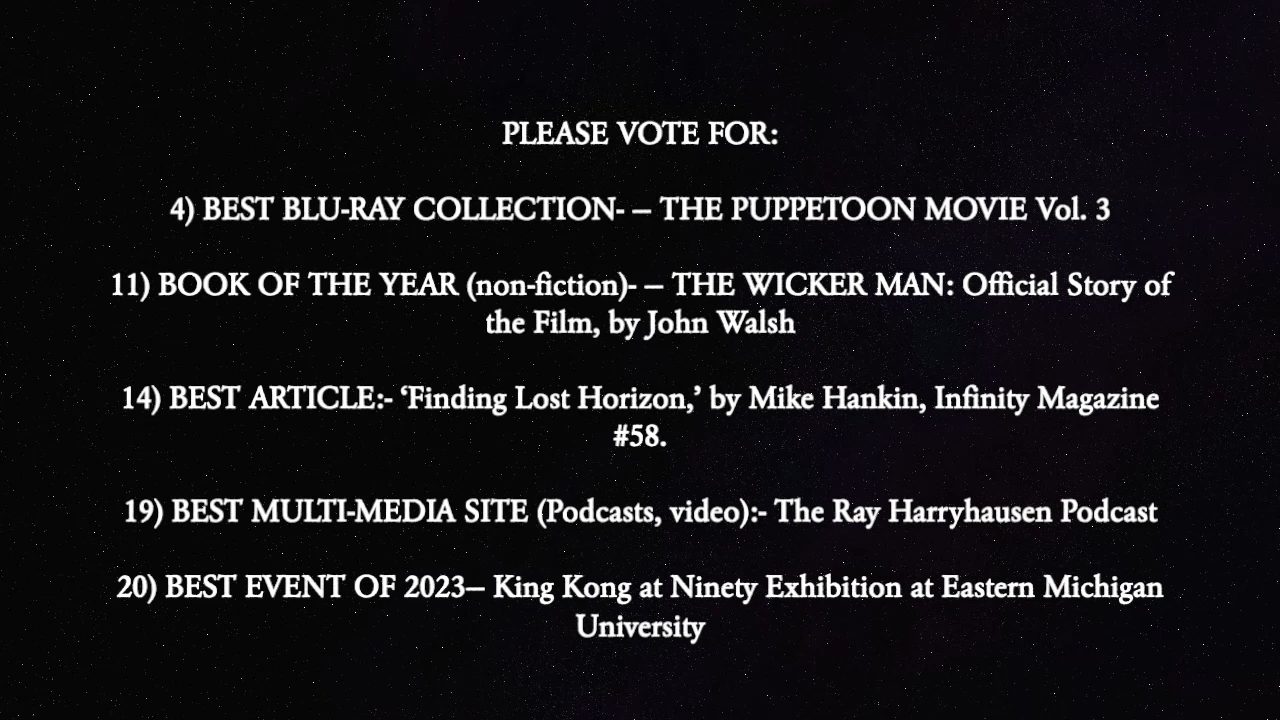 PLEASE VOTE FOR:
4) BEST BLU-RAY COLLECTION- – THE PUPPETOON MOVIE Vol. 3
11) BOOK OF THE YEAR (non-fiction)- – THE WICKER MAN: Official Story of
the Film, by John Walsh
14) BEST ARTICLE:- ‘Finding Lost Horizon,’ by Mike Hankin, Infinity Magazine
#58.
19) BEST MULTI-MEDIA SITE (Podcasts, video):- The Ray Harryhausen Podcast
20) BEST EVENT OF 2023– King Kong at Ninety Exhibition at Eastern Michigan
University